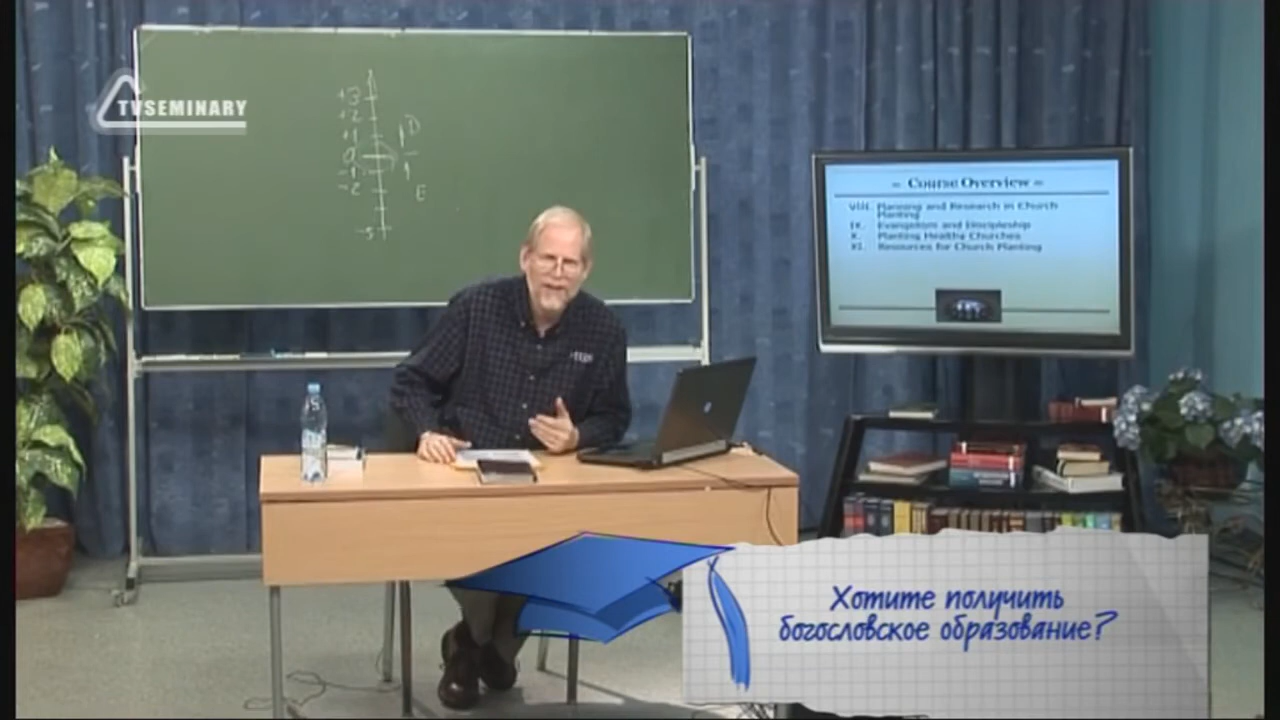 TVSEMINARY
+3
+2
+1
0
-1
-2
-5
D
E
Course Overview
VIII. Planning and Research in Church
Planting
IX. Evangelism and Discipleship
X. Planting Healthy Churches
XI. Resources for Church Planting
Хотите получить
богословское образование?